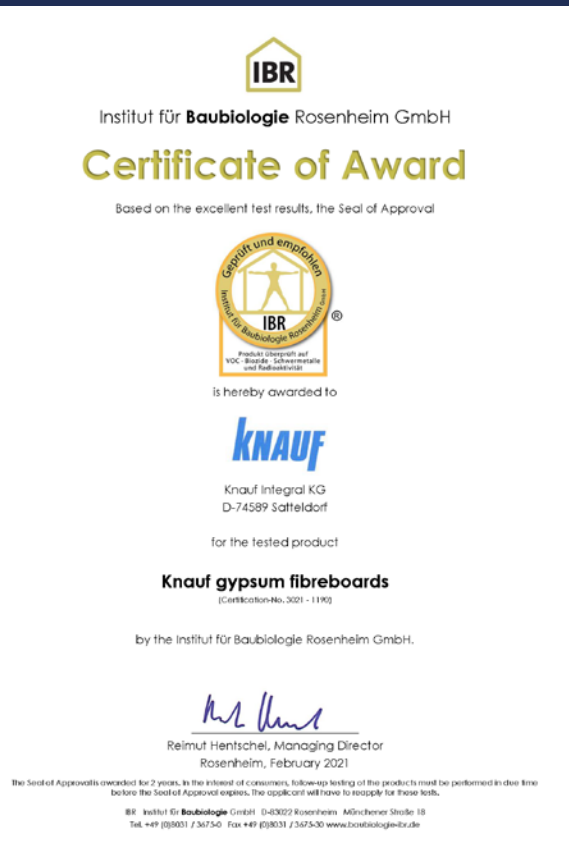 IBR
Institut für Baubiologie Rosenheim GmbH
Certificate of Award
Based on the excellent test results, the Seal of Approval
Geprüft und empfohlen
IBR
Institut für Baubiologie Rosenheim GmbH
®
Produkt überprüft auf
VOC - Biozide - Schwermetalle
und Radioaktivität
is hereby awarded to
KNAUF
Knauf Integral KG
D-74589 Satteldorf
for the tested product
Knauf gypsum fibreboards
(Certification-No. 3021 - 1190)
by the Institut für Baubiologie Rosenheim GmbH.
Reimut Hentschel, Managing Director
Rosenheim, February 2021
The Seal of Approval is awarded for 2 years. In the interest of consumers, follow-up testing of the products must be performed in due time
before the Seal of Approval expires. The applicant will have to reapply for these tests.
IBR Institut für Baubiologie GmbH D-83022 Rosenheim Münchener Straße 18
Tel. +49 (0)8031 / 3675-0 Fax +49 (0)8031 / 3675-30 www.baubiologie-ibr.de